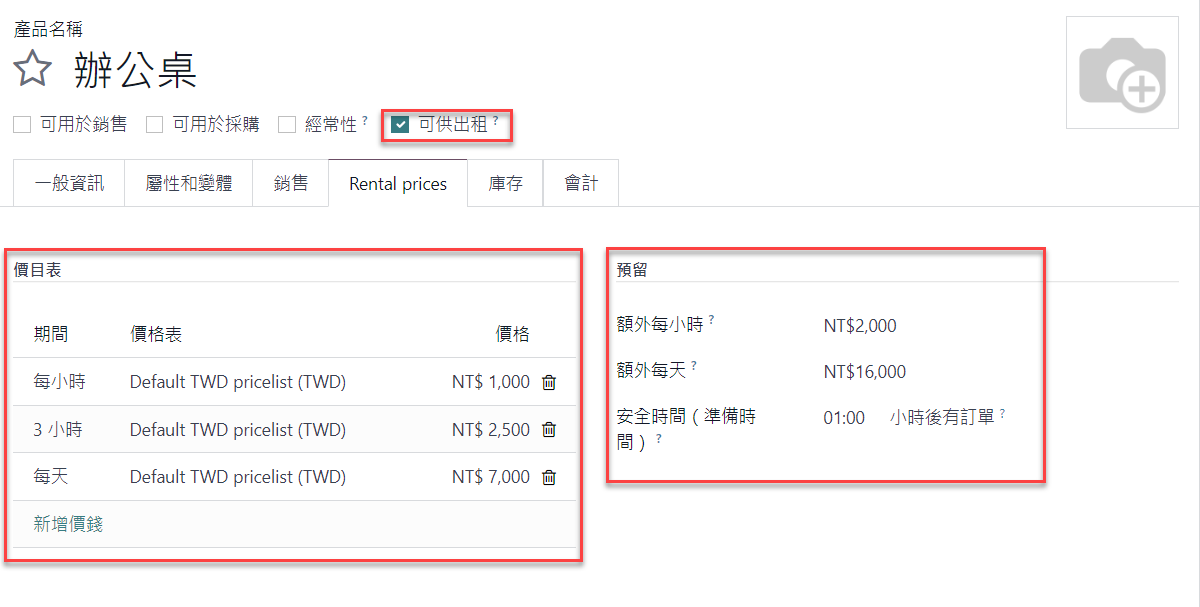 產品名稱
辦公桌
可用於銷售 可用於採購 經常性 ? 可供出租 ?
一般資訊 屬性和變體 銷售 Rental prices 庫存 會計
價目表
期間 價格表 價格
每小時 Default TWD pricelist (TWD) NT$ 1,000
3 小時 Default TWD pricelist (TWD) NT$ 2,500
每天 Default TWD pricelist (TWD) NT$ 7,000
新增價錢
預留
額外每小時 ? NT$2,000
額外每天 ? NT$16,000
安全時間（準備時 01:00 小時後有訂單 ?
間） ?